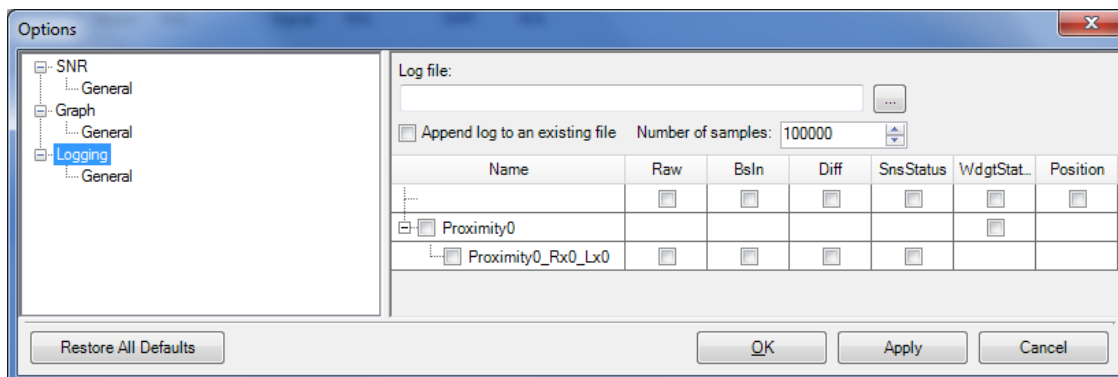 Options
SNR
General
Graph
General
Logging
General
Log file:
...
Append log to an existing file Number of samples: 100000
Name Raw Bsln Diff SnsStatus WdgtStat...
Position
Proximity0
Proximity0_Rx0_Lx0
Restore All Defaults OK Apply Cancel